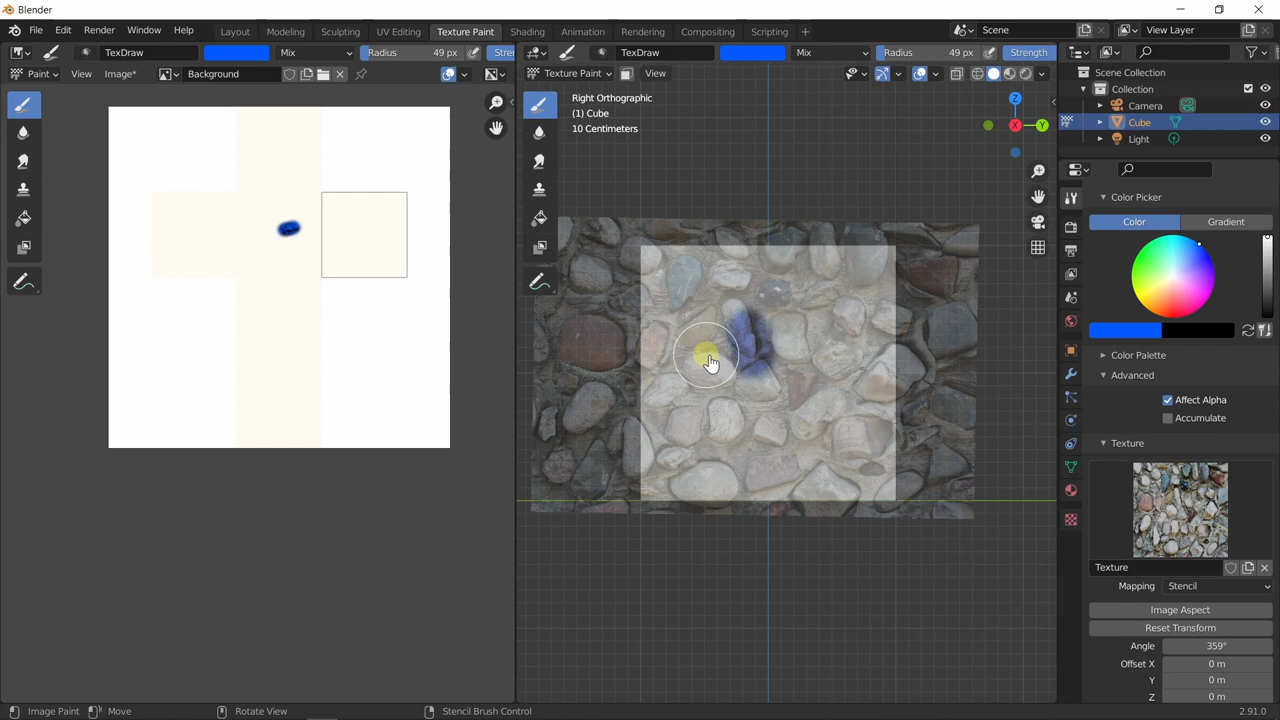 Blender
File Edit Render Window Help Layout Modeling Sculpting UV Editing Texture Paint Shading Animation Rendering Compositing Scripting + Scene View Layer
TexDraw Mix Radius 49 px Stren TexDraw Mix Radius 49 px Strength
Paint View Image* Background Texture Paint View
Right Orthographic
(1) Cube
10 Centimeters
Z
X
Y
Scene Collection
Collection
Camera
Cube
Light
Color Picker
Color Gradient
Color Palette
Advanced
Affect Alpha
Accumulate
Texture
Texture
Mapping Stencil
Image Aspect
Reset Transform
Angle 359°
Offset X 0 m
Y 0 m
Z 0 m
Image Paint Move Rotate View Stencil Brush Control 2.91.0